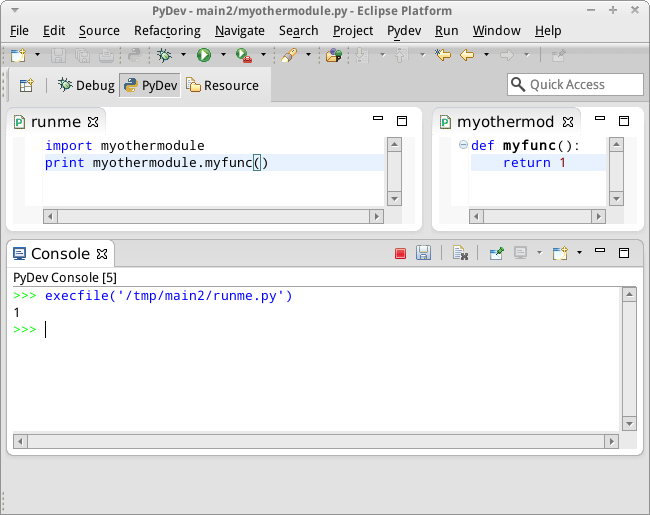 PyDev - main2/myothermodule.py - Eclipse Platform
File Edit Source Refactoring Navigate Search Project Pydev Run Window Help
Debug PyDev Resource Quick Access
runme
import myothermodule
print myothermodule.myfunc()
myothermod
def myfunc():
    return 1
Console
PyDev Console [5]
>>> execfile('/tmp/main2/runme.py')
1
>>>